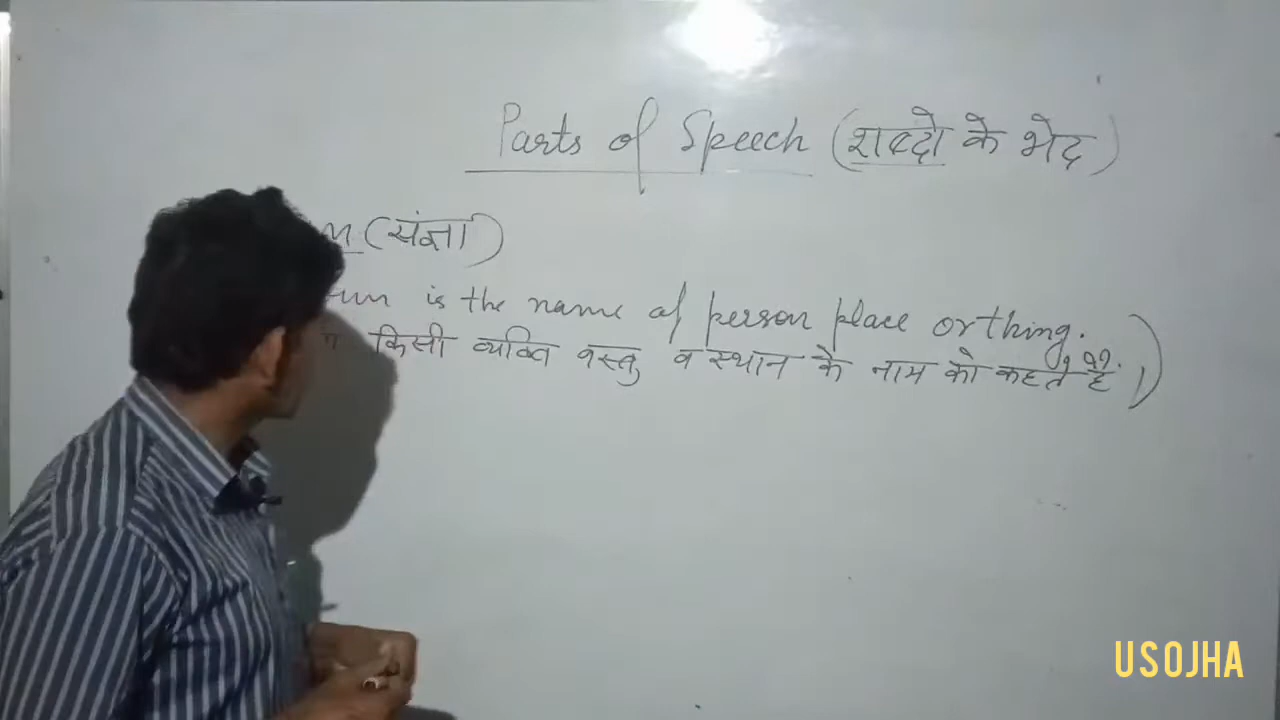 Parts of Speech (शब्दो के भेद)
(संज्ञा)
is the name of person place or thing.
किसी व्यक्ति वस्तु व स्थान के नाम को कहते है।)
USOJHA